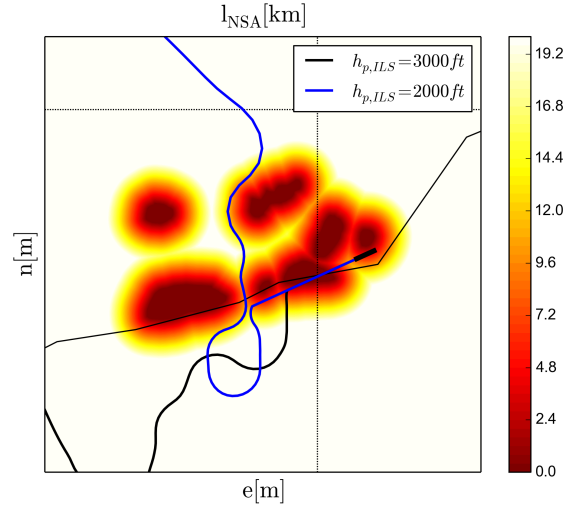 l_NSA[km]
h_p,ILS=3000ft
h_p,ILS=2000ft
n[m]
e[m]
19.2
16.8
14.4
12.0
9.6
7.2
4.8
2.4
0.0